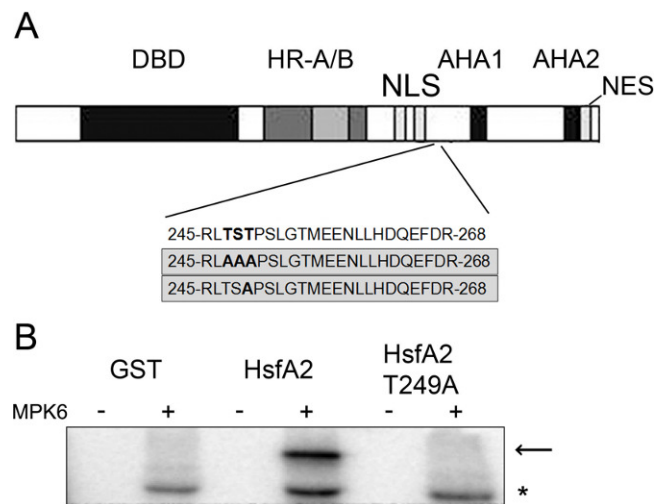 A
DBD HR-A/B NLS AHA1 AHA2 NES
245-RLTSTPSLGTMEENLLHDQEFDR-268
245-RLAAAPSLGTMEENLLHDQEFDR-268
245-RLTSAPSLGTMEENLLHDQEFDR-268
B
GST HsfA2 HsfA2
T249A
MPK6 - + - + - +
*